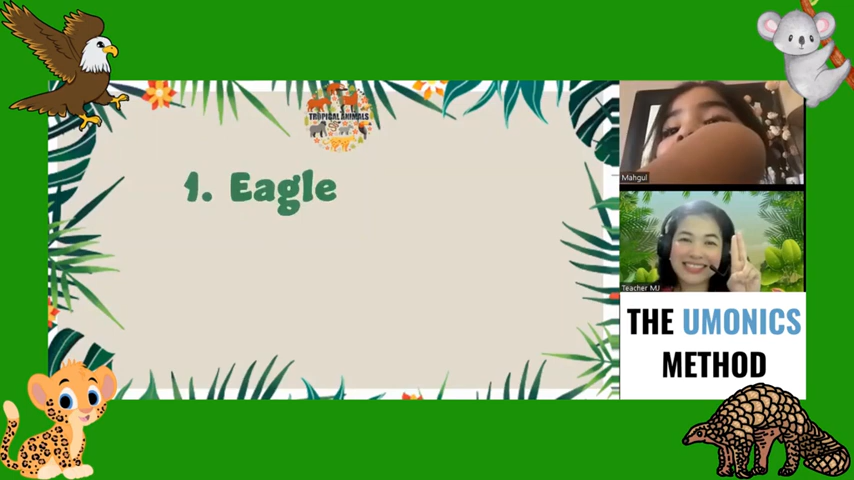 TROPICAL ANIMALS
1. Eagle
Mahgul
Teacher MJ
THE UMONICS
METHOD